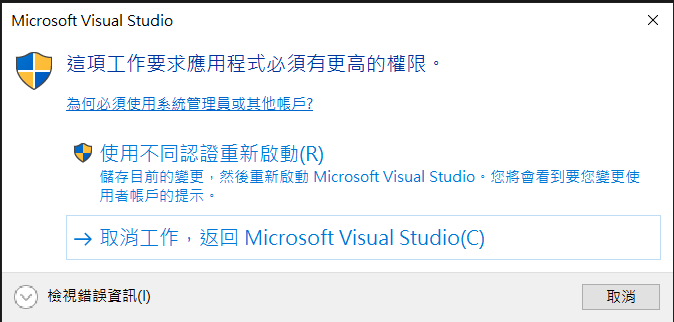 Microsoft Visual Studio
這項工作要求應用程式必須有更高的權限。
為何必須使用系統管理員或其他帳戶?
使用不同認證重新啟動(R)
儲存目前的變更，然後重新啟動 Microsoft Visual Studio。您將會看到要您變更使
用者帳戶的提示。
取消工作，返回 Microsoft Visual Studio(C)
檢視錯誤資訊(I)
取消